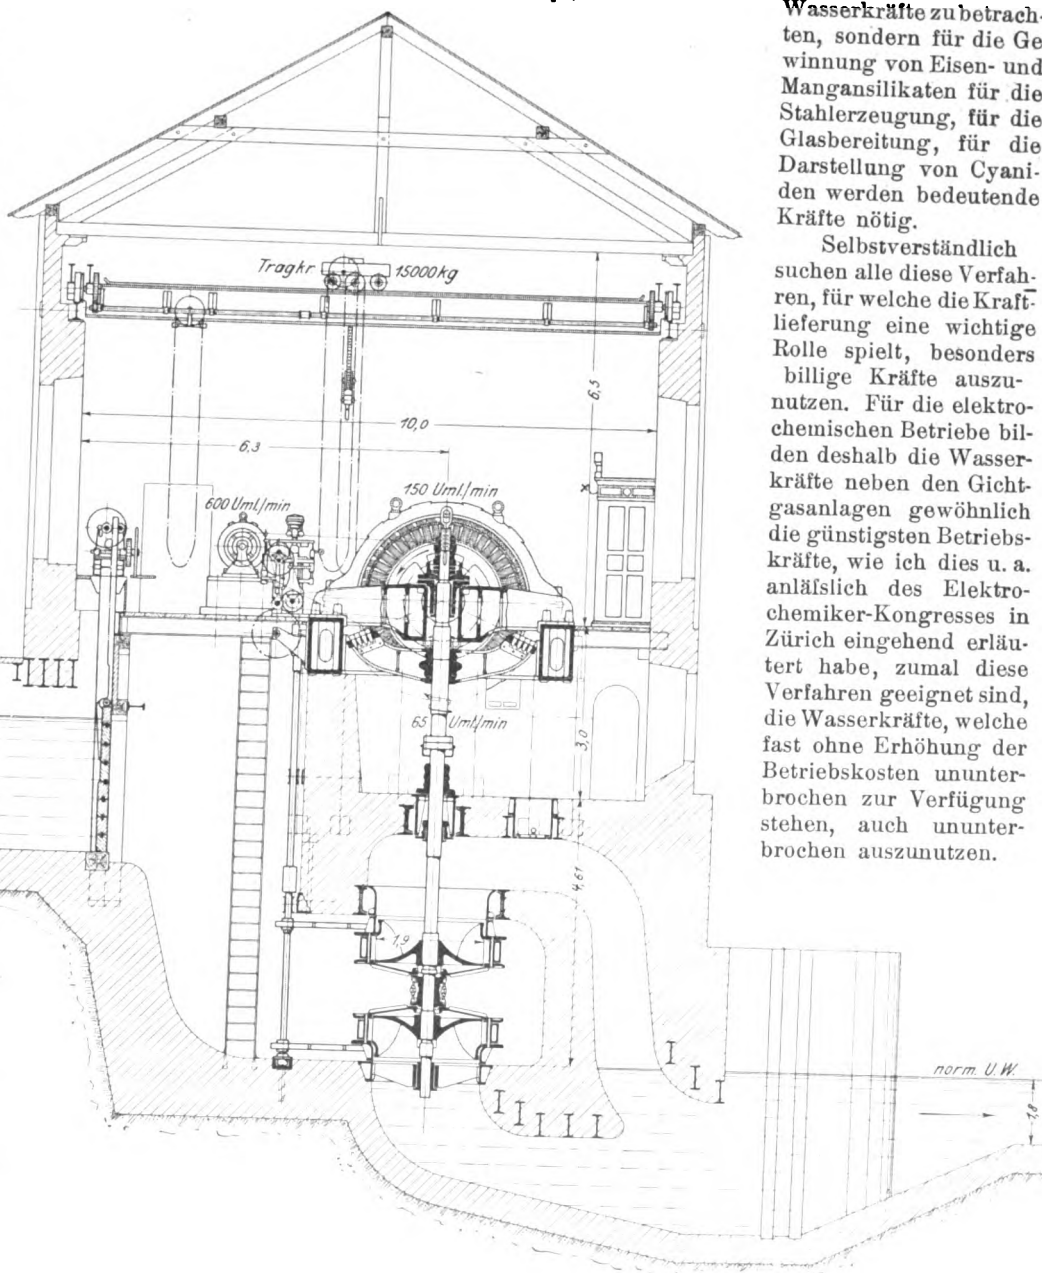 Wasserkräfte zu betrach-
ten, sondern für die Ge
winnung von Eisen- und
Mangansilikaten für die
Stahlerzeugung, für die
Glasbereitung, für die
Darstellung von Cyani-
den werden bedeutende
Kräfte nötig.
Selbstverständlich
suchen alle diese Verfah-
ren, für welche die Kraft-
lieferung eine wichtige
Rolle spielt, besonders
billige Kräfte auszu-
nutzen. Für die elektro-
chemischen Betriebe bil-
den deshalb die Wasser-
kräfte neben den Gicht-
gasanlagen gewöhnlich
die günstigsten Betriebs-
kräfte, wie ich dies u. a.
anläſslich des Elektro-
chemiker-Kongresses in
Zürich eingehend erläu-
tert habe, zumal diese
Verfahren geeignet sind,
die Wasserkräfte, welche
fast ohne Erhöhung der
Betriebskosten ununter-
brochen zur Verfügung
stehen, auch ununter-
brochen auszunutzen.
Tragkr 15000kg
6,5
10,0
6,3
600 Uml/min
150 Uml./min
65 Uml/min
3,0
4,61
1,9
norm. U.W.
1,8